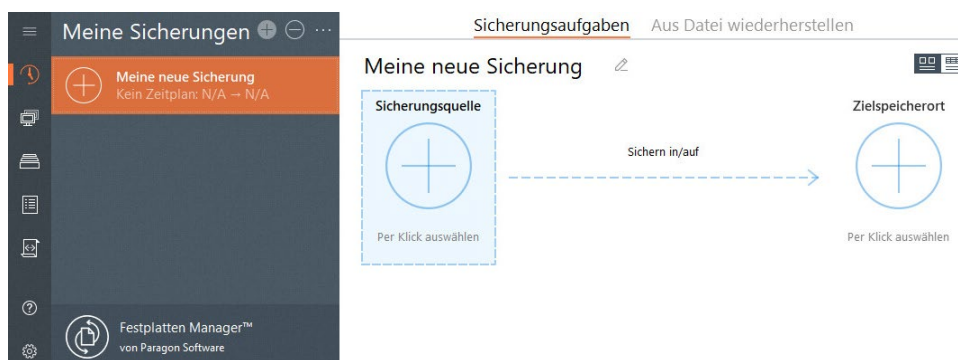 Meine Sicherungen
Meine neue Sicherung
Kein Zeitplan: N/A → N/A
Festplatten Manager™
von Paragon Software
Sicherungsaufgaben
Aus Datei wiederherstellen
Meine neue Sicherung
Sicherungsquelle
Per Klick auswählen
Sichern in/auf
Zielspeicherort
Per Klick auswählen